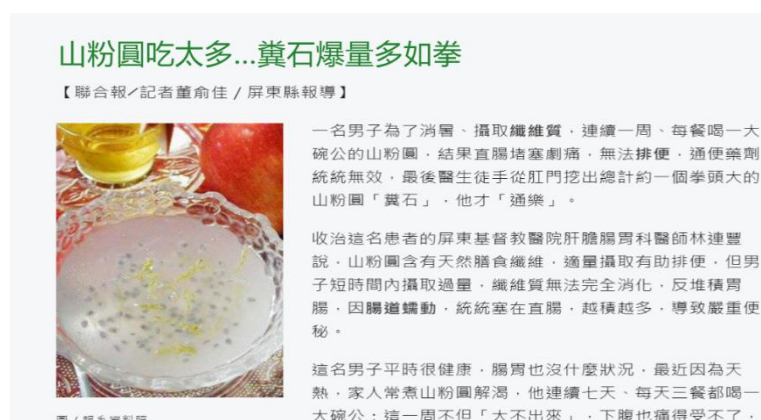 山粉圓吃太多...糞石爆量多如拳
【聯合報╱記者董俞佳 / 屏東縣報導】
一名男子為了消暑、攝取纖維質，連續一周、每餐喝一大
碗公的山粉圓，結果直腸堵塞劇痛，無法排便，通便藥劑
統統無效，最後醫生徒手從肛門挖出總計約一個拳頭大的
山粉圓「糞石」，他才「通樂」。
收治這名患者的屏東基督教醫院肝膽腸胃科醫師林連豐
說，山粉圓含有天然膳食纖維，適量攝取有助排便，但男
子短時間內攝取過量，纖維質無法完全消化，反堆積胃
腸，因腸道蠕動，統統塞在直腸，越積越多，導致嚴重便
秘。
這名男子平時很健康，腸胃也沒什麼狀況，最近因為天
熱，家人常煮山粉圓解渴，他連續七天、每天三餐都喝一
大碗公；這一周不但「大不出來」，下腹也痛得受不了，